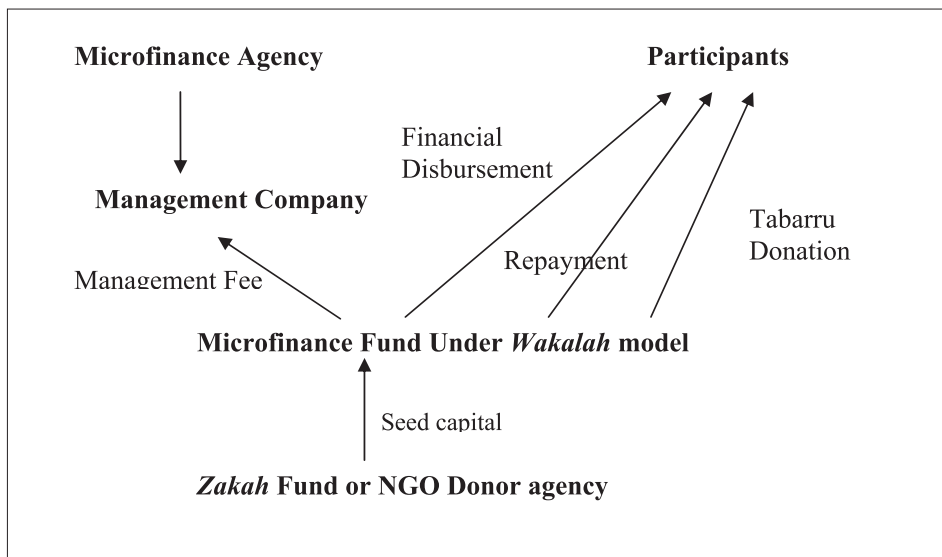 Microfinance Agency
Participants
Financial
Disbursement
Management Company
Tabarru
Donation
Repayment
Management Fee
Microfinance Fund Under Wakalah model
Seed capital
Zakah Fund or NGO Donor agency